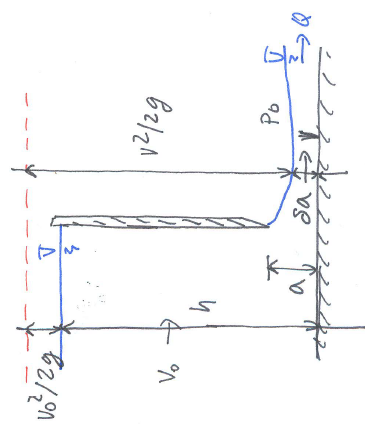 V₀²/2g
h
V₀
V²/2g
a
δa
V
P₀
Q